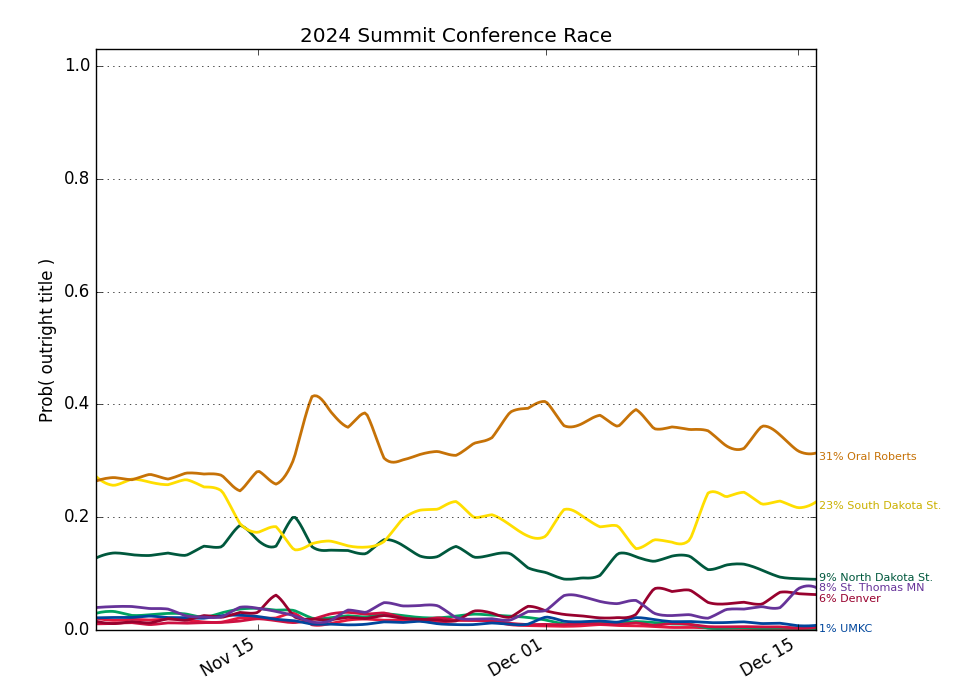 2024 Summit Conference Race
Prob( outright title )
1.0
0.8
0.6
0.4
0.2
0.0
31% Oral Roberts
23% South Dakota St.
9% North Dakota St.
8% St. Thomas MN
6% Denver
1% UMKC
Nov 15
Dec 01
Dec 15